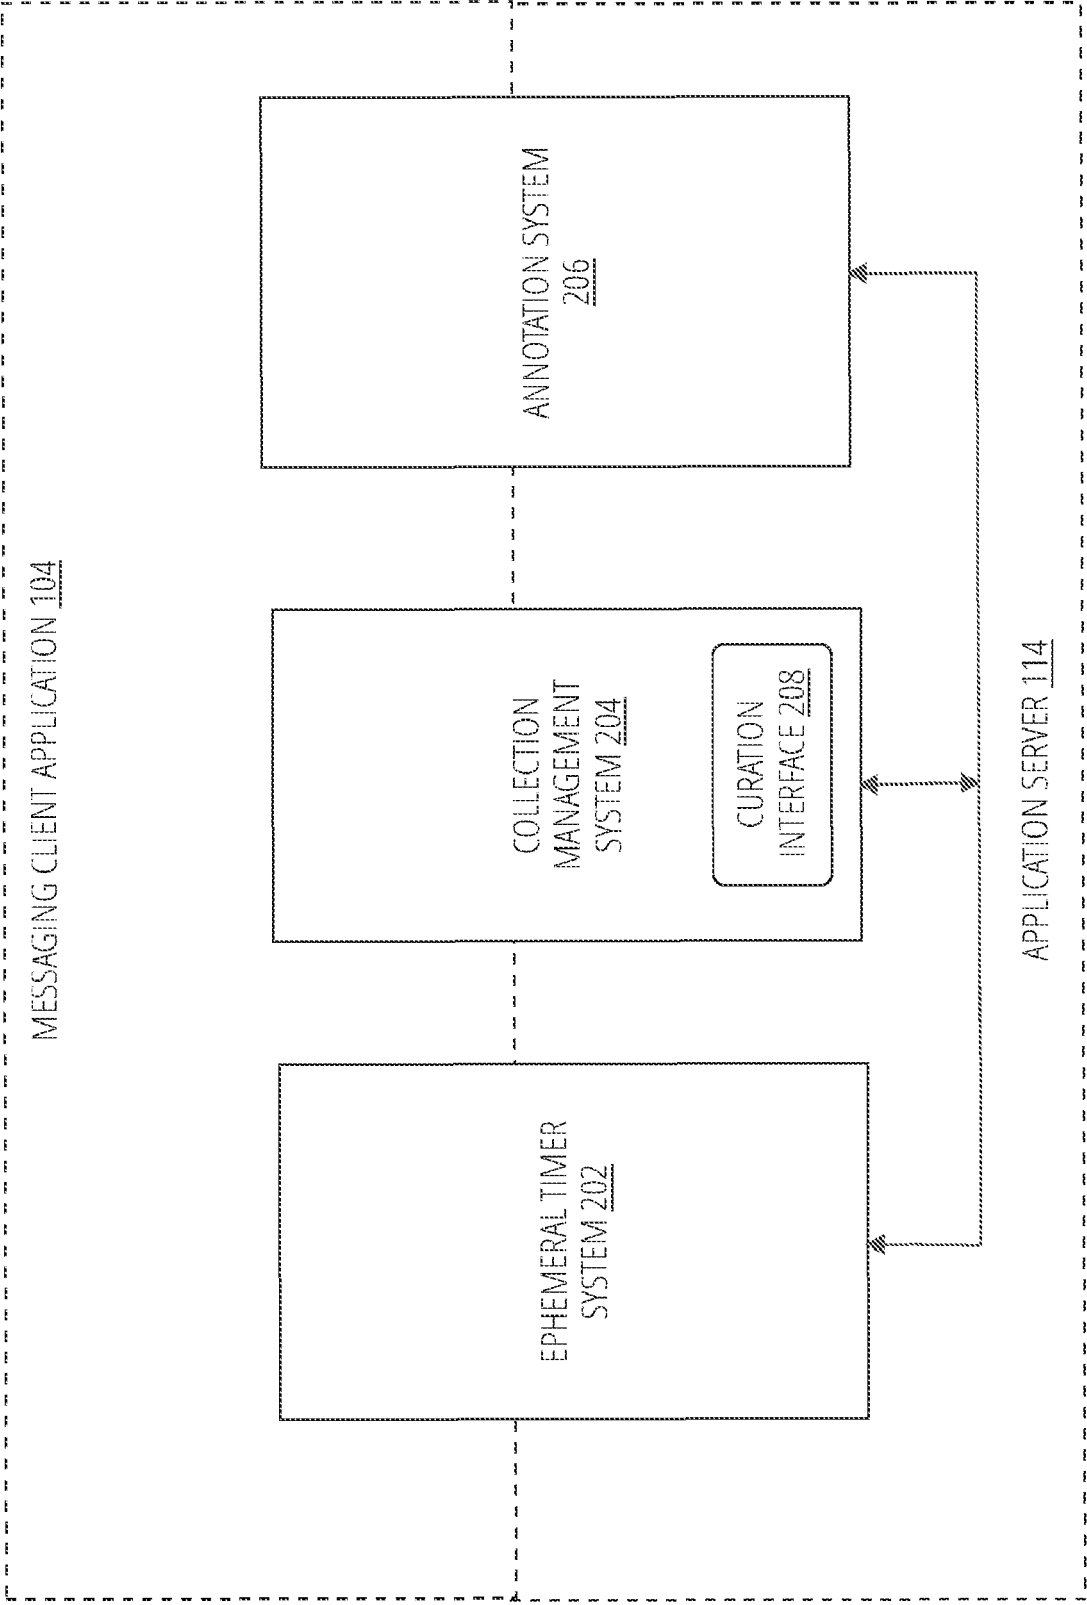 MESSAGING CLIENT APPLICATION 104
EPHEMERAL TIMER
SYSTEM 202
COLLECTION
MANAGEMENT
SYSTEM 204
CURATION
INTERFACE 208
ANNOTATION SYSTEM
206
APPLICATION SERVER 114